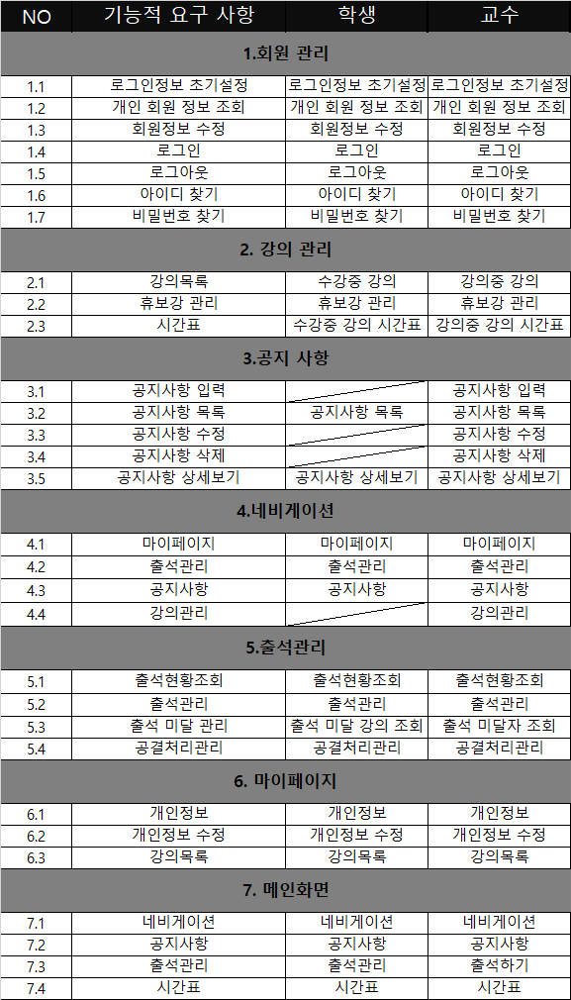 NO 기능적 요구 사항 학생 교수
1.회원 관리
1.1 로그인정보 초기설정 로그인정보 초기설정 로그인정보 초기설정
1.2 개인 회원 정보 조회 개인 회원 정보 조회 개인 회원 정보 조회
1.3 회원정보 수정 회원정보 수정 회원정보 수정
1.4 로그인 로그인 로그인
1.5 로그아웃 로그아웃 로그아웃
1.6 아이디 찾기 아이디 찾기 아이디 찾기
1.7 비밀번호 찾기 비밀번호 찾기 비밀번호 찾기
2. 강의 관리
2.1 강의목록 수강중 강의 강의중 강의
2.2 휴보강 관리 휴보강 관리 휴보강 관리
2.3 시간표 수강중 강의 시간표 강의중 강의 시간표
3.공지 사항
3.1 공지사항 입력 공지사항 입력
3.2 공지사항 목록 공지사항 목록 공지사항 목록
3.3 공지사항 수정 공지사항 수정
3.4 공지사항 삭제 공지사항 삭제
3.5 공지사항 상세보기 공지사항 상세보기 공지사항 상세보기
4.네비게이션
4.1 마이페이지 마이페이지 마이페이지
4.2 출석관리 출석관리 출석관리
4.3 공지사항 공지사항 공지사항
4.4 강의관리 강의관리
5.출석관리
5.1 출석현황조회 출석현황조회 출석현황조회
5.2 출석관리 출석관리 출석관리
5.3 출석 미달 관리 출석 미달 강의 조회 출석 미달자 조회
5.4 공결처리관리 공결처리관리 공결처리관리
6. 마이페이지
6.1 개인정보 개인정보 개인정보
6.2 개인정보 수정 개인정보 수정 개인정보 수정
6.3 강의목록 강의목록 강의목록
7. 메인화면
7.1 네비게이션 네비게이션 네비게이션
7.2 공지사항 공지사항 공지사항
7.3 출석관리 출석관리 출석하기
7.4 시간표 시간표 시간표